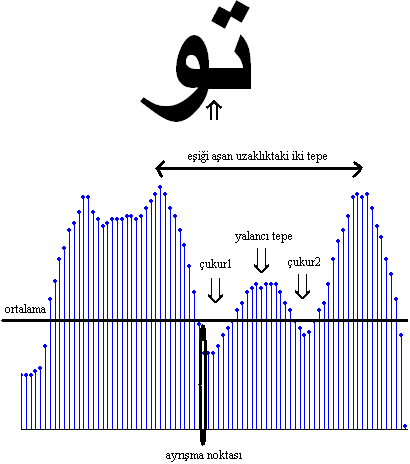 تو
eşiği aşan uzaklıktaki iki tepe
yalancı tepe
çukur1
çukur2
ortalama
ayrışma noktası